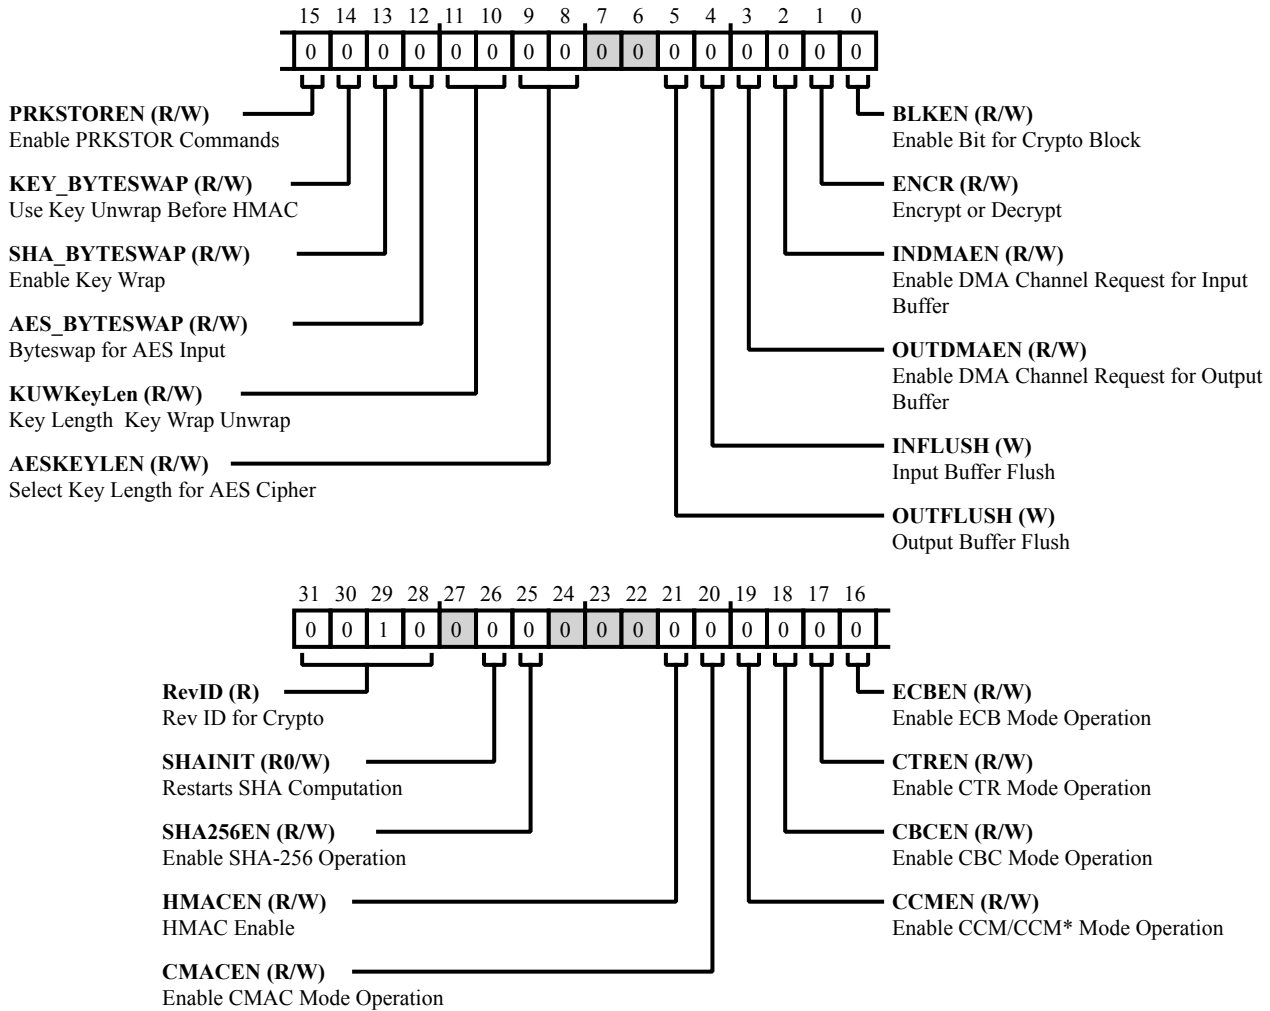 15 14 13 12 11 10 9 8 7 6 5 4 3 2 1 0
0 0 0 0 0 0 0 0 0 0 0 0 0 0 0 0
PRKSTOREN (R/W)
Enable PRKSTOR Commands
KEY_BYTESWAP (R/W)
Use Key Unwrap Before HMAC
SHA_BYTESWAP (R/W)
Enable Key Wrap
AES_BYTESWAP (R/W)
Byteswap for AES Input
KUWKeyLen (R/W)
Key Length Key Wrap Unwrap
AESKEYLEN (R/W)
Select Key Length for AES Cipher
BLKEN (R/W)
Enable Bit for Crypto Block
ENCR (R/W)
Encrypt or Decrypt
INDMAEN (R/W)
Enable DMA Channel Request for Input
Buffer
OUTDMAEN (R/W)
Enable DMA Channel Request for Output
Buffer
INFLUSH (W)
Input Buffer Flush
OUTFLUSH (W)
Output Buffer Flush
31 30 29 28 27 26 25 24 23 22 21 20 19 18 17 16
0 0 1 0 0 0 0 0 0 0 0 0 0 0 0 0
RevID (R)
Rev ID for Crypto
SHAINIT (R0/W)
Restarts SHA Computation
SHA256EN (R/W)
Enable SHA-256 Operation
HMACEN (R/W)
HMAC Enable
CMACEN (R/W)
Enable CMAC Mode Operation
ECBEN (R/W)
Enable ECB Mode Operation
CTREN (R/W)
Enable CTR Mode Operation
CBCEN (R/W)
Enable CBC Mode Operation
CCMEN (R/W)
Enable CCM/CCM* Mode Operation